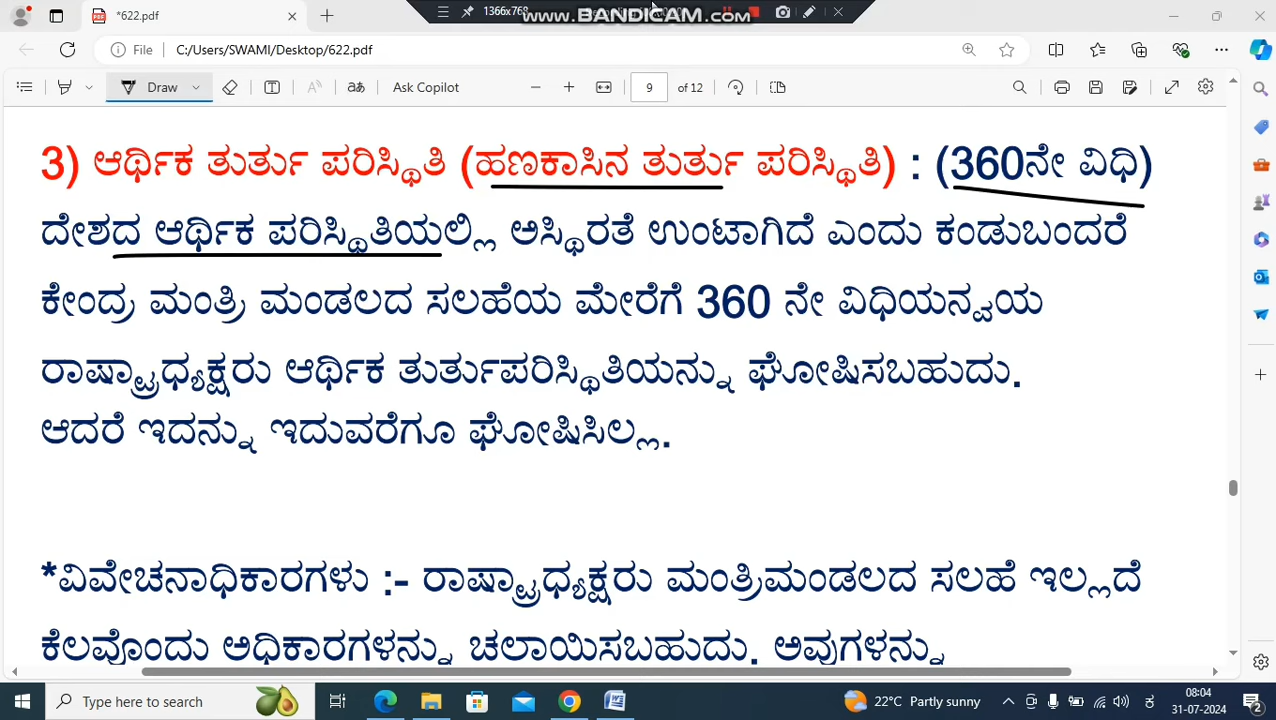 *622.pdf
1366x768
www.BANDICAM.com
File
C:/Users/SWAMI/Desktop/622.pdf
Draw
Ask Copilot
9 of 12
3) ಆರ್ಥಿಕ ತುರ್ತು ಪರಿಸ್ಥಿತಿ (ಹಣಕಾಸಿನ ತುರ್ತು ಪರಿಸ್ಥಿತಿ) : (360ನೇ ವಿಧಿ)
ದೇಶದ ಆರ್ಥಿಕ ಪರಿಸ್ಥಿತಿಯಲ್ಲಿ ಅಸ್ಥಿರತೆ ಉಂಟಾಗಿದೆ ಎಂದು ಕಂಡುಬಂದರೆ
ಕೇಂದ್ರ ಮಂತ್ರಿ ಮಂಡಲದ ಸಲಹೆಯ ಮೇರೆಗೆ 360 ನೇ ವಿಧಿಯನ್ವಯ
ರಾಷ್ಟ್ರಾಧ್ಯಕ್ಷರು ಆರ್ಥಿಕ ತುರ್ತುಪರಿಸ್ಥಿತಿಯನ್ನು ಘೋಷಿಸಬಹುದು.
ಆದರೆ ಇದನ್ನು ಇದುವರೆಗೂ ಘೋಷಿಸಿಲ್ಲ.
*ವಿವೇಚನಾಧಿಕಾರಗಳು :- ರಾಷ್ಟ್ರಾಧ್ಯಕ್ಷರು ಮಂತ್ರಿಮಂಡಲದ ಸಲಹೆ ಇಲ್ಲದೆ
ಕೆಲವೊಂದು ಅಧಿಕಾರಗಳನ್ನು ಚಲಾಯಿಸಬಹುದು. ಅವುಗಳನ್ನು
Type here to search
22°C Partly sunny
ಕ
08:04
31-07-2024
2